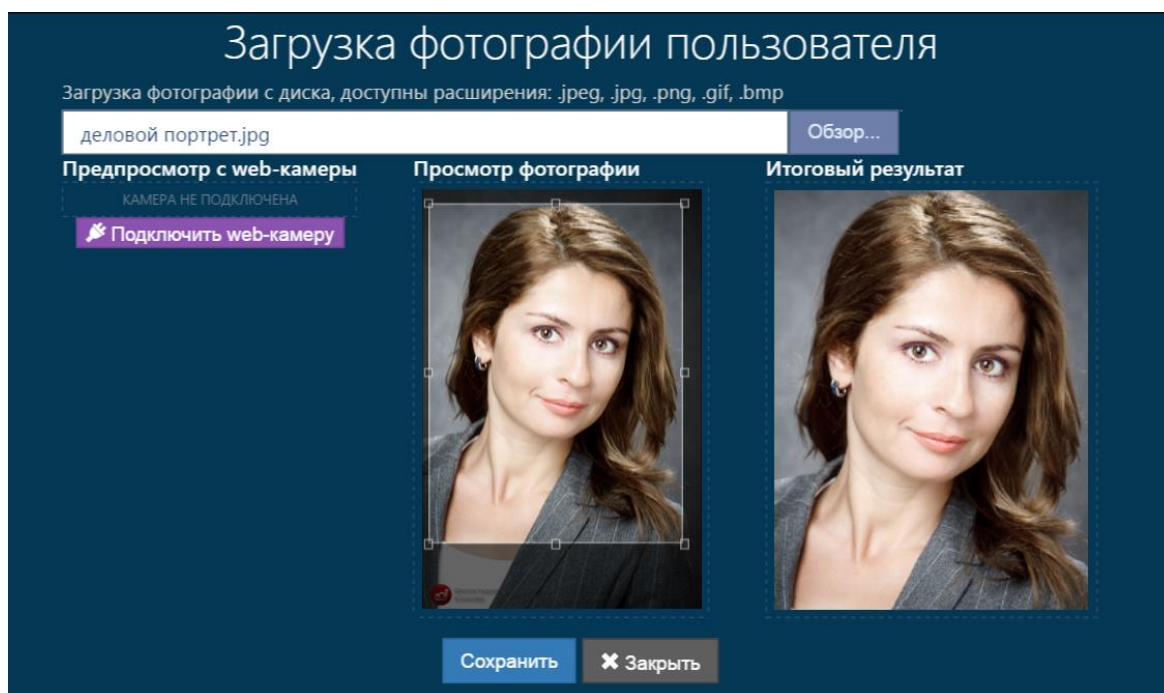 Загрузка фотографии пользователя
Загрузка фотографии с диска, доступны расширения: .jpeg, .jpg, .png, .gif, .bmp
деловой портрет.jpg
Обзор...
Предпросмотр с web-камеры
Просмотр фотографии
Итоговый результат
КАМЕРА НЕ ПОДКЛЮЧЕНА
Подключить web-камеру
Сохранить
Закрыть